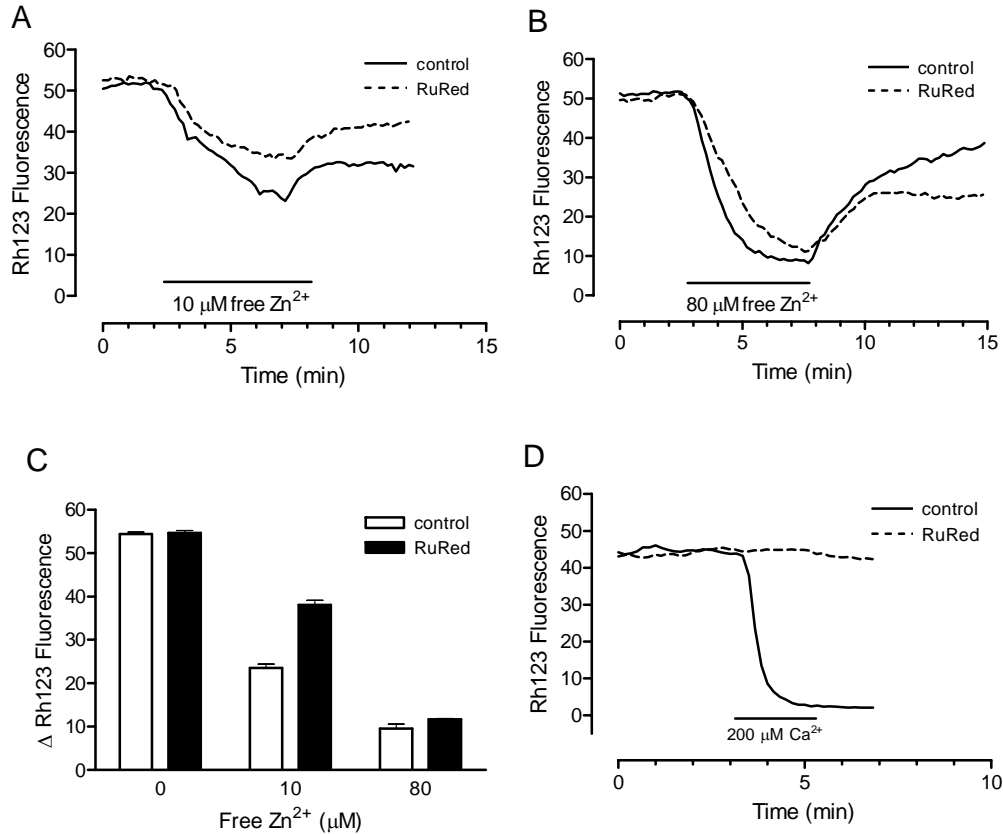 A
60
50
40
30
20
10
0
Rh123 Fluorescence
control
RuRed
10 μM free Zn²⁺
0 5 10 15
Time (min)
B
60
50
40
30
20
10
0
Rh123 Fluorescence
control
RuRed
80 μM free Zn²⁺
0 5 10 15
Time (min)
C
60
50
40
30
20
10
0
Δ Rh123 Fluorescence
control
RuRed
0 10 80
Free Zn²⁺ (μM)
D
60
50
40
30
20
10
0
Rh123 Fluorescence
control
RuRed
200 μM Ca²⁺
0 5 10
Time (min)